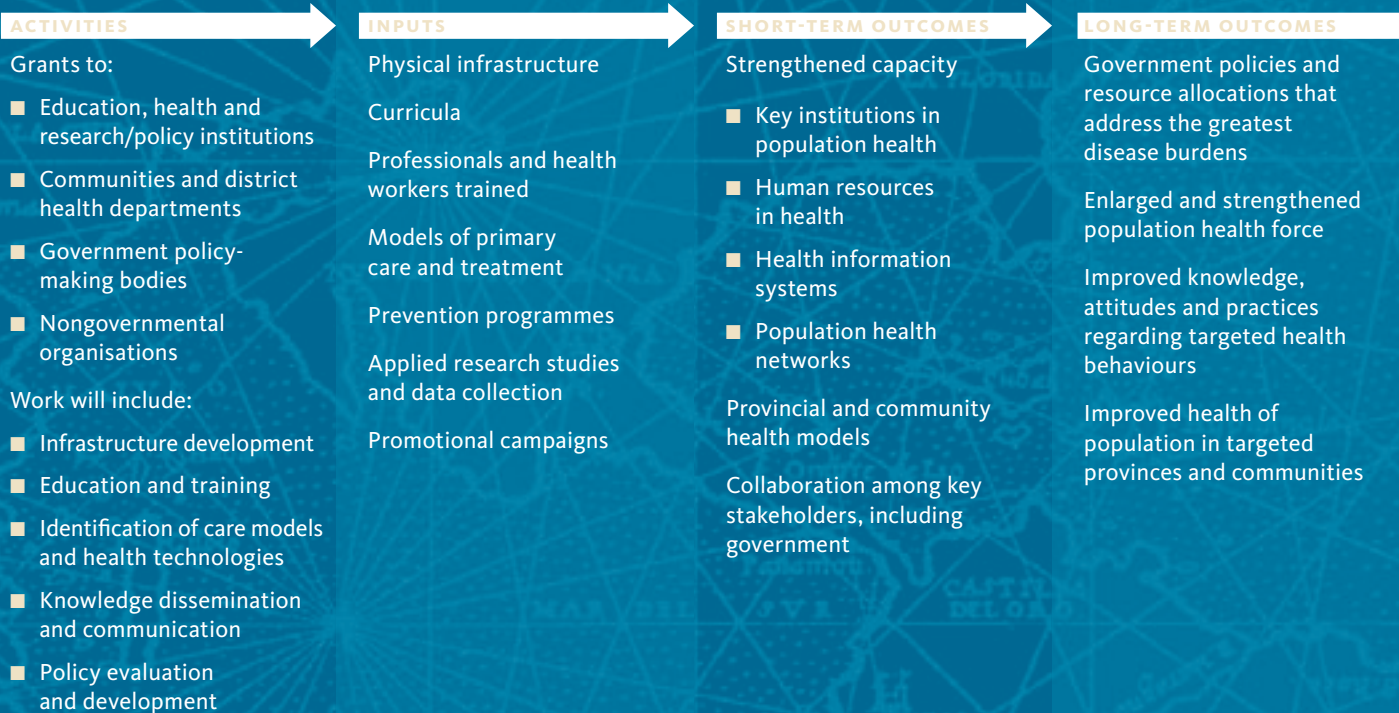 ACTIVITIES
Grants to:
■ Education, health and
research/policy institutions
■ Communities and district
health departments
■ Government policy-
making bodies
■ Nongovernmental
organisations
Work will include:
■ Infrastructure development
■ Education and training
■ Identification of care models
and health technologies
■ Knowledge dissemination
and communication
■ Policy evaluation
and development
INPUTS
Physical infrastructure
Curricula
Professionals and health
workers trained
Models of primary
care and treatment
Prevention programmes
Applied research studies
and data collection
Promotional campaigns
SHORT-TERM OUTCOMES
Strengthened capacity
■ Key institutions in
population health
■ Human resources
in health
■ Health information
systems
■ Population health
networks
Provincial and community
health models
Collaboration among key
stakeholders, including
government
LONG-TERM OUTCOMES
Government policies and
resource allocations that
address the greatest
disease burdens
Enlarged and strengthened
population health force
Improved knowledge,
attitudes and practices
regarding targeted health
behaviours
Improved health of
population in targeted
provinces and communities